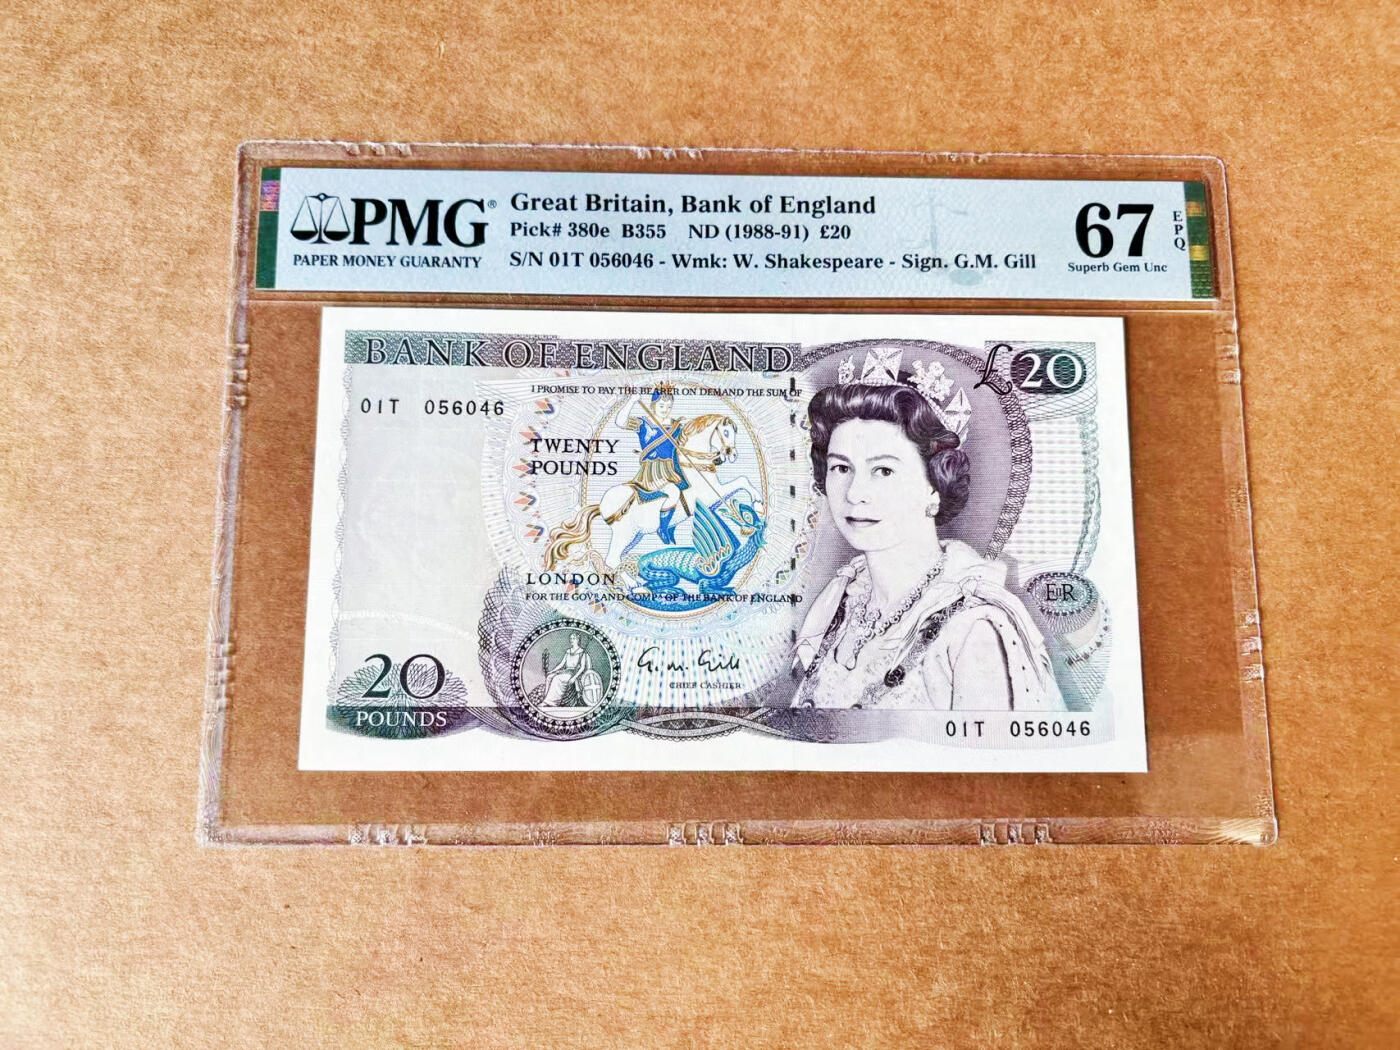 PMG®
PAPER MONEY GUARANTY
Great Britain, Bank of England
Pick# 380e B355 ND (1988-91) £20
S/N 01T 056046 - Wmk: W. Shakespeare - Sign. G.M. Gill
67
EPQ
Superb Gem Unc
BANK OF ENGLAND
£20
I PROMISE TO PAY THE BEARER ON DEMAND THE SUM OF
01T 056046
TWENTY
POUNDS
LONDON
FOR THE GOVR. AND COMPA. OF THE BANK OF ENGLAND
EIIR
G. M. Gill
CHIEF CASHIER
20
POUNDS
01T 056046